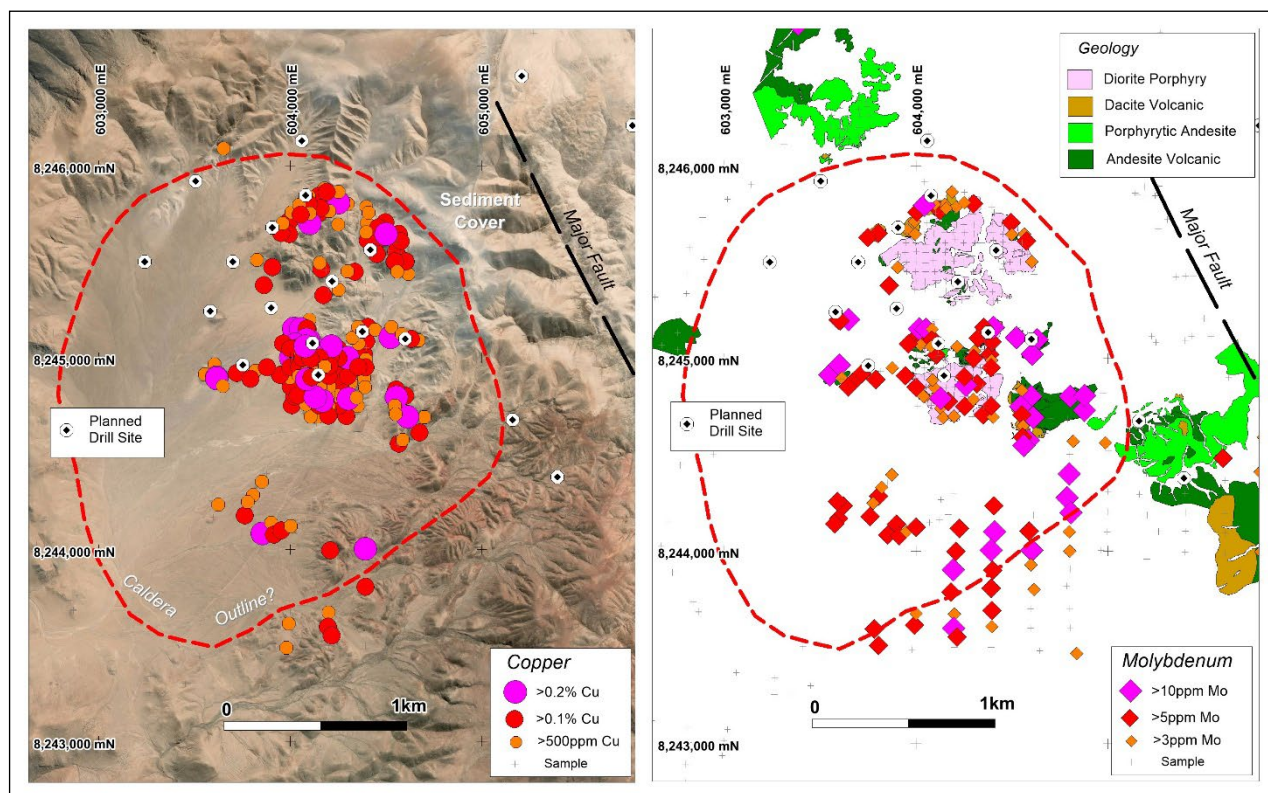 603,000 mE
604,000 mE
605,000 mE
8,246,000 mN
8,245,000 mN
8,244,000 mN
8,243,000 mN
Sediment
Cover
Major Fault
Planned
Drill Site
Caldera
Outline?
0
1km
Copper
>0.2% Cu
>0.1% Cu
>500ppm Cu
Sample
603,000 mE
604,000 mE
Geology
Diorite Porphyry
Dacite Volcanic
Porphyrytic Andesite
Andesite Volcanic
8,246,000 mN
8,245,000 mN
8,244,000 mN
8,243,000 mN
Major Fault
Planned
Drill Site
0
1km
Molybdenum
>10ppm Mo
>5ppm Mo
>3ppm Mo
Sample